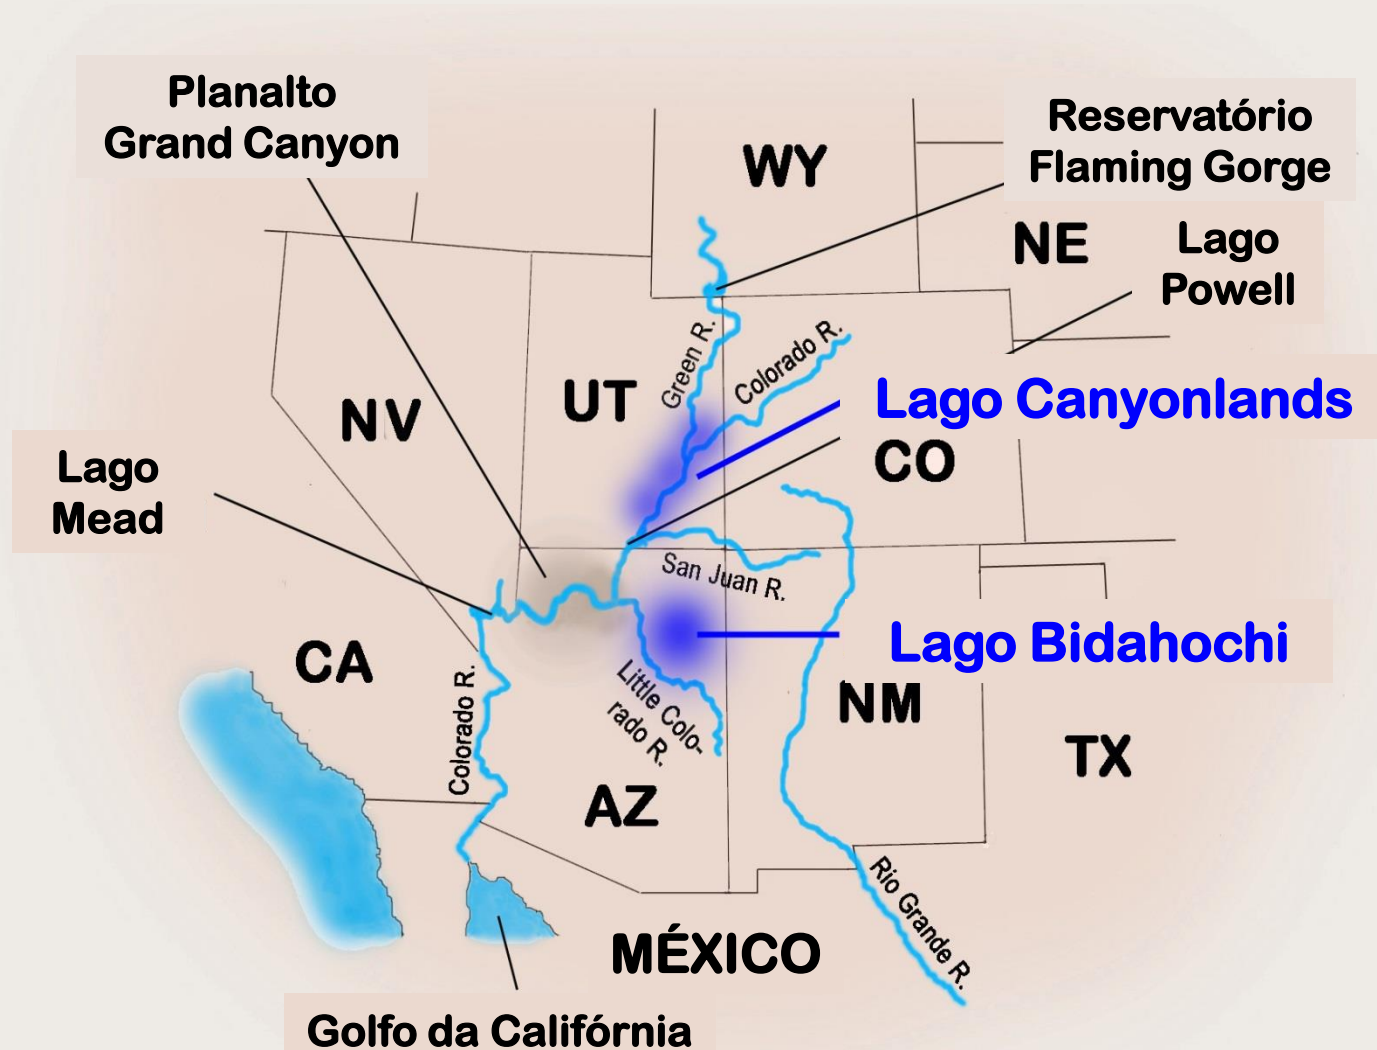 Planalto
Grand Canyon
Reservatório
Flaming Gorge
WY
NE
Lago
Powell
Green R.
Colorado R.
UT
NV
Lago Canyonlands
CO
Lago
Mead
San Juan R.
Lago Bidahochi
CA
Colorado R.
Little Colo-
rado R.
NM
TX
AZ
Rio Grande R.
MÉXICO
Golfo da Califórnia